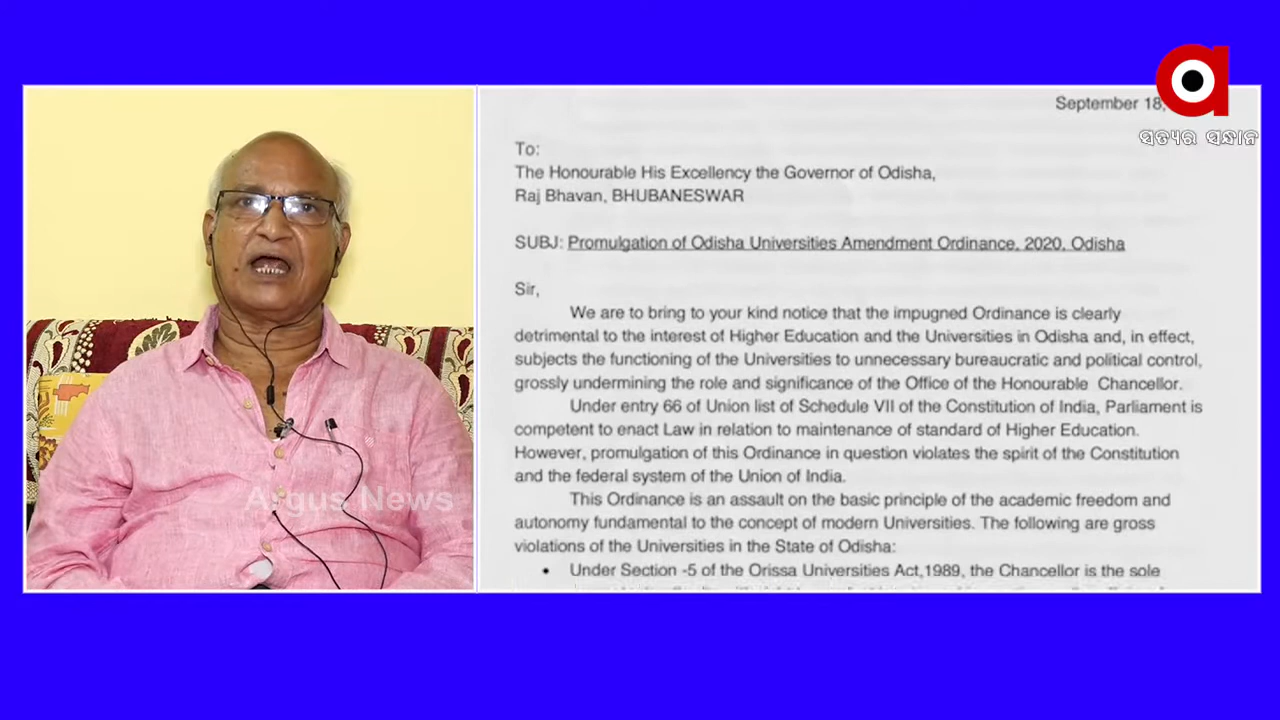 September 18,
ସତ୍ୟର ସନ୍ଧାନ
To:
The Honourable His Excellency the Governor of Odisha,
Raj Bhavan, BHUBANESWAR
SUBJ: Promulgation of Odisha Universities Amendment Ordinance, 2020, Odisha
Sir,
We are to bring to your kind notice that the impugned Ordinance is clearly
detrimental to the interest of Higher Education and the Universities in Odisha and, in effect,
subjects the functioning of the Universities to unnecessary bureaucratic and political control,
grossly undermining the role and significance of the Office of the Honourable Chancellor.
Under entry 66 of Union list of Schedule VII of the Constitution of India, Parliament is
competent to enact Law in relation to maintenance of standard of Higher Education.
However, promulgation of this Ordinance in question violates the spirit of the Constitution
and the federal system of the Union of India.
This Ordinance is an assault on the basic principle of the academic freedom and
autonomy fundamental to the concept of modern Universities. The following are gross
violations of the Universities in the State of Odisha:
• Under Section -5 of the Orissa Universities Act,1989, the Chancellor is the sole
Argus News